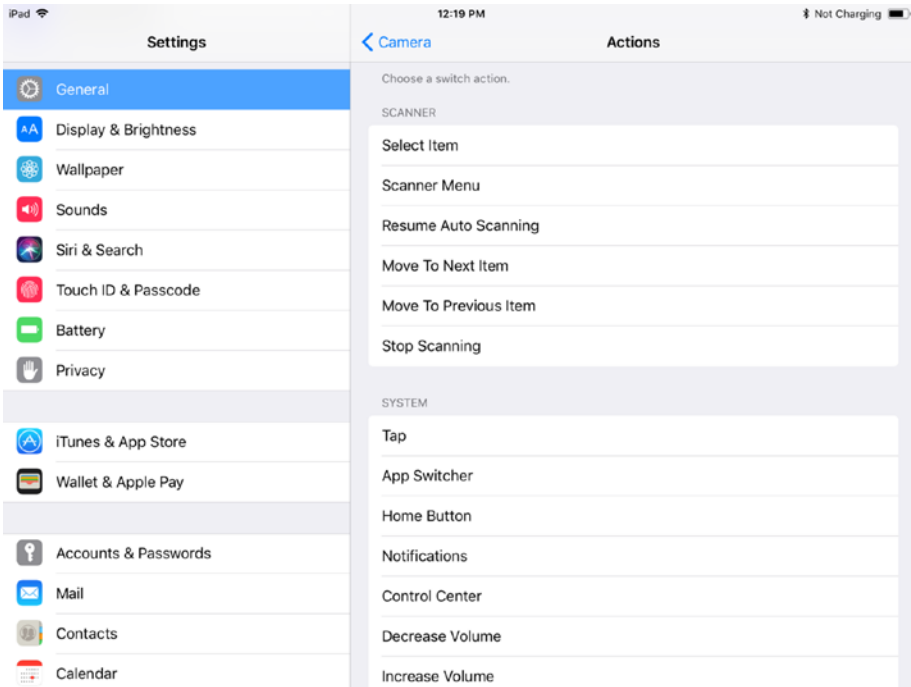 iPad
12:19 PM
Not Charging
Settings
General
Display & Brightness
Wallpaper
Sounds
Siri & Search
Touch ID & Passcode
Battery
Privacy
iTunes & App Store
Wallet & Apple Pay
Accounts & Passwords
Mail
Contacts
Calendar
Camera
Actions
Choose a switch action.
SCANNER
Select Item
Scanner Menu
Resume Auto Scanning
Move To Next Item
Move To Previous Item
Stop Scanning
SYSTEM
Tap
App Switcher
Home Button
Notifications
Control Center
Decrease Volume
Increase Volume